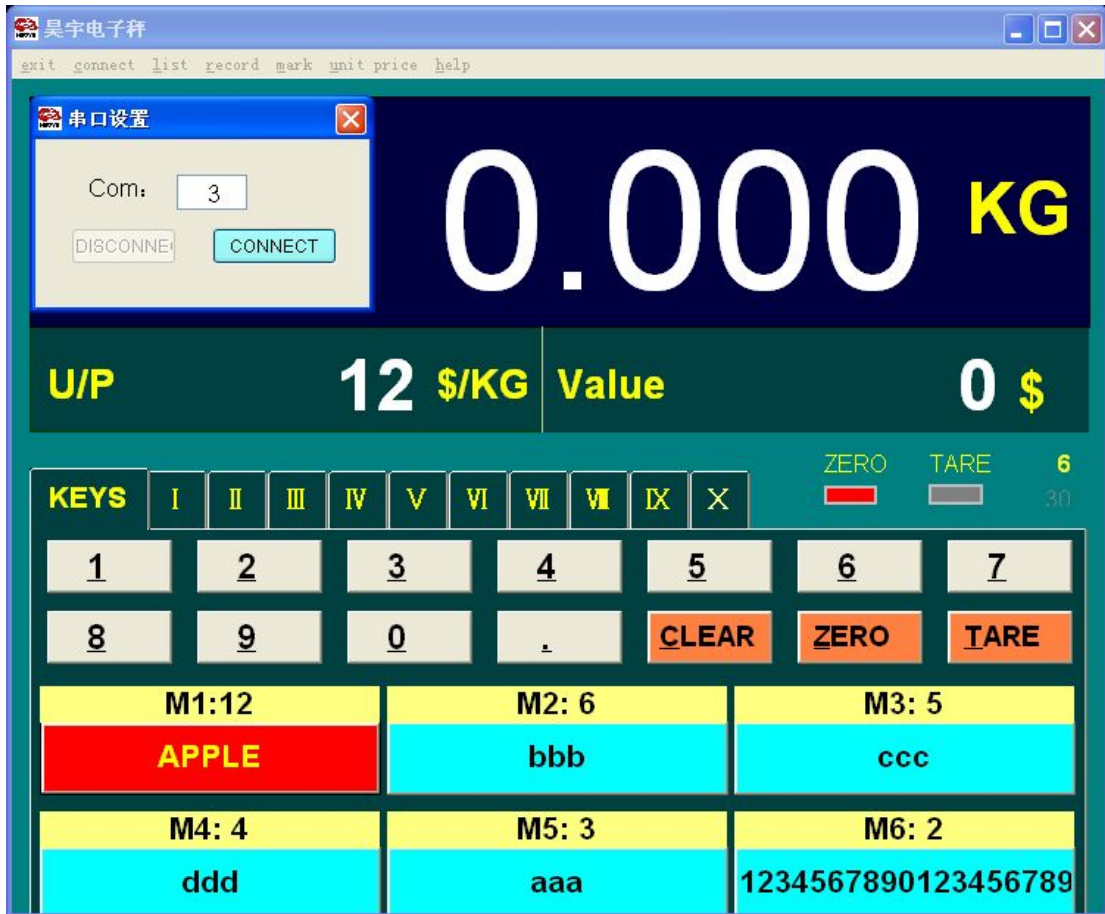 昊宇电子秤
exit connect list record mark unit price help
串口设置
Com: 3
DISCONNE CONNECT
0.000 KG
U/P 12 $/KG Value 0 $
ZERO TARE 6
30
KEYS I II III IV V VI VII VIII IX X
1 2 3 4 5 6 7
8 9 0 . CLEAR ZERO TARE
M1:12 M2: 6 M3: 5
APPLE bbb ccc
M4: 4 M5: 3 M6: 2
ddd aaa 1234567890123456789